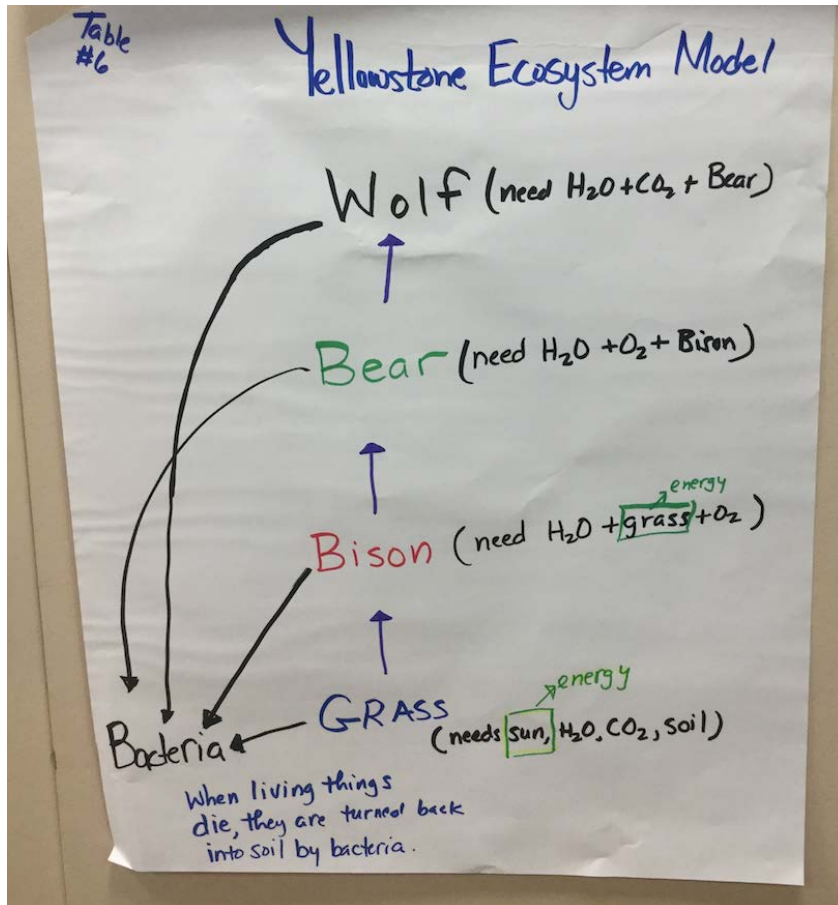 Table
#6
Yellowstone Ecosystem Model
Wolf (need H₂O+CO₂ + Bear)
Bear (need H₂O +O₂ + Bison)
energy
Bison (need H₂O + grass +O₂)
energy
GRASS
(needs sun, H₂O, CO₂, soil)
Bacteria
When living things
die, they are turned back
into soil by bacteria.